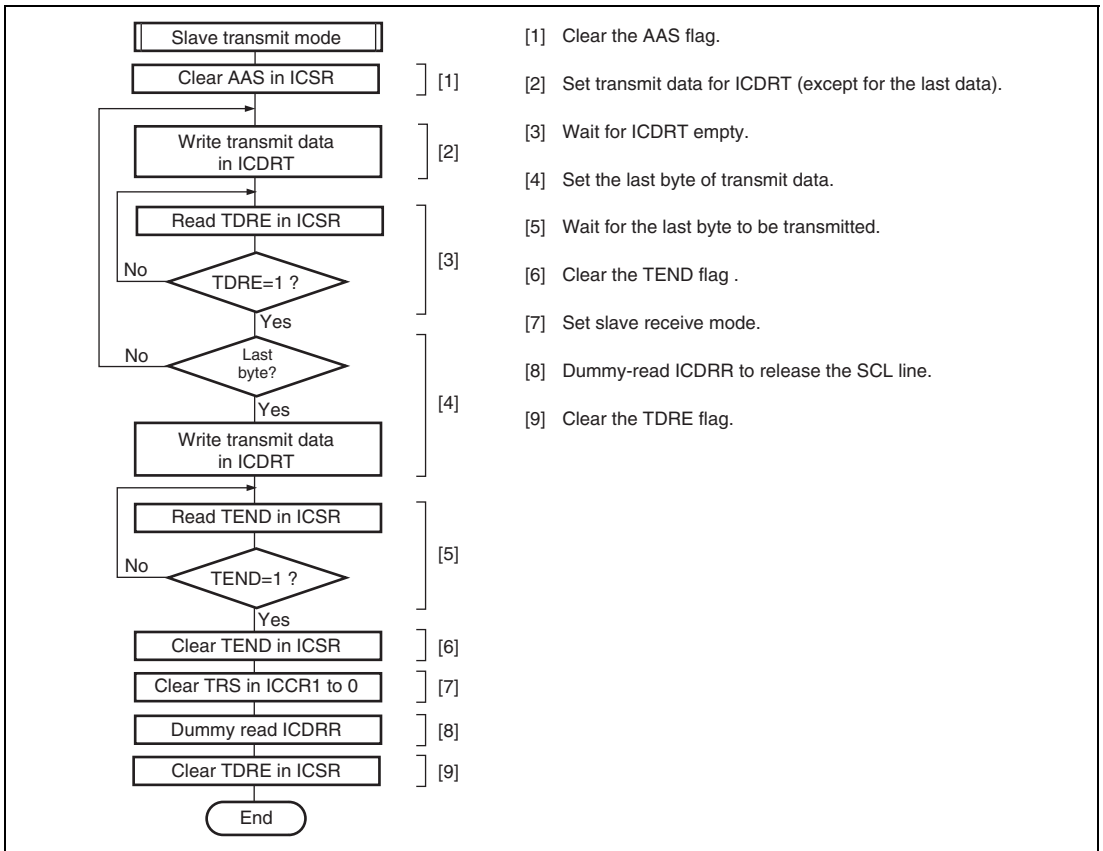 Slave transmit mode
Clear AAS in ICSR
[1]
Write transmit data
in ICDRT
[2]
Read TDRE in ICSR
[3]
No
TDRE=1 ?
Yes
No
Last
byte?
[4]
Yes
Write transmit data
in ICDRT
Read TEND in ICSR
[5]
No
TEND=1 ?
Yes
Clear TEND in ICSR
[6]
Clear TRS in ICCR1 to 0
[7]
Dummy read ICDRR
[8]
Clear TDRE in ICSR
[9]
End
[1] Clear the AAS flag.
[2] Set transmit data for ICDRT (except for the last data).
[3] Wait for ICDRT empty.
[4] Set the last byte of transmit data.
[5] Wait for the last byte to be transmitted.
[6] Clear the TEND flag .
[7] Set slave receive mode.
[8] Dummy-read ICDRR to release the SCL line.
[9] Clear the TDRE flag.